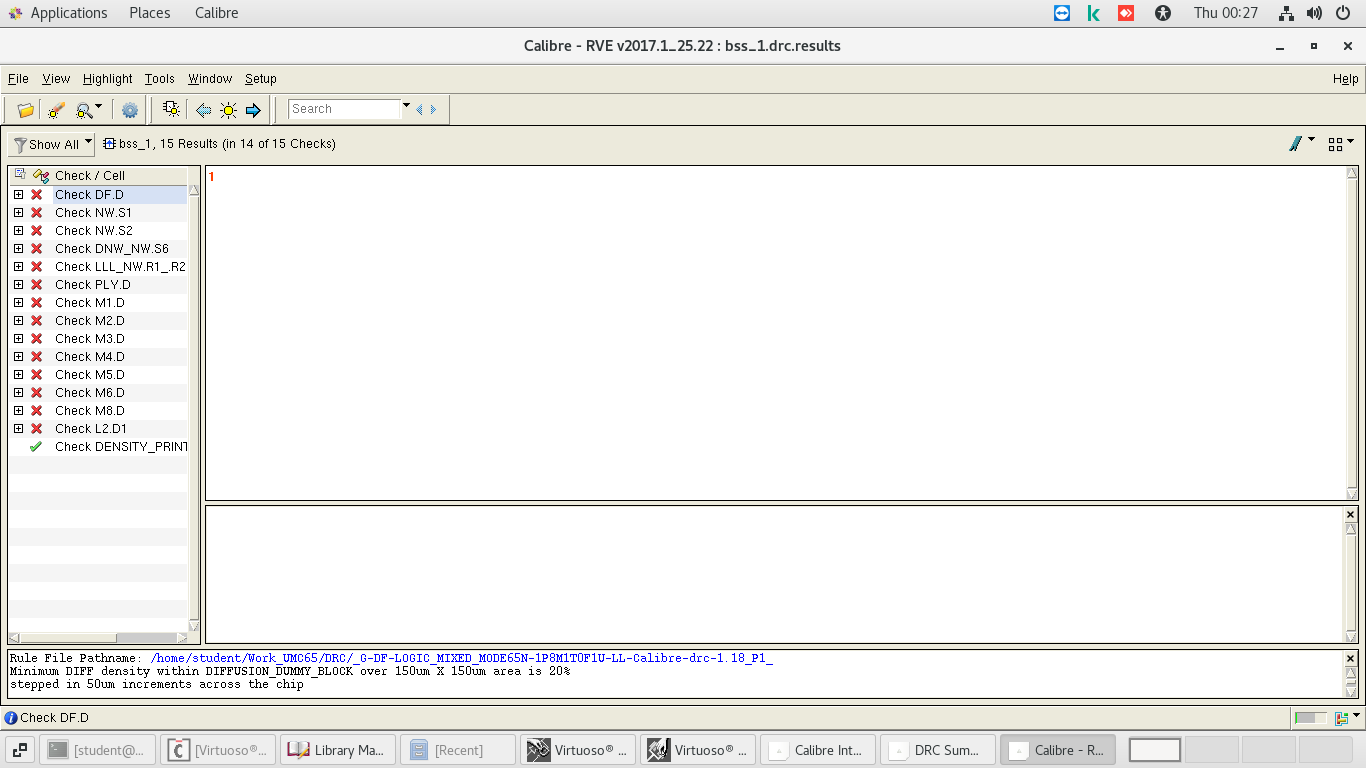 Applications Places Calibre Thu 00:27
Calibre - RVE v2017.1_25.22 : bss_1.drc.results
File View Highlight Tools Window Setup Help
Search
Show All bss_1, 15 Results (in 14 of 15 Checks)
Check / Cell
1
Check DF.D
Check NW.S1
Check NW.S2
Check DNW_NW.S6
Check LLL_NW.R1_.R2
Check PLY.D
Check M1.D
Check M2.D
Check M3.D
Check M4.D
Check M5.D
Check M6.D
Check M8.D
Check L2.D1
Check DENSITY_PRINT
Rule File Pathname: /home/student/Work_UMC65/DRC/_G-DF-LOGIC_MIXED_MODE65N-1P8M1T0F1U-LL-Calibre-drc-1.18_P1_
Minimum DIFF density within DIFFUSION_DUMMY_BLOCK over 150um X 150um area is 20%
stepped in 50um increments across the chip
Check DF.D
[student@... [Virtuoso®... Library Ma... [Recent] Virtuoso® ... Virtuoso® ... Calibre Int... DRC Sum... Calibre - R...